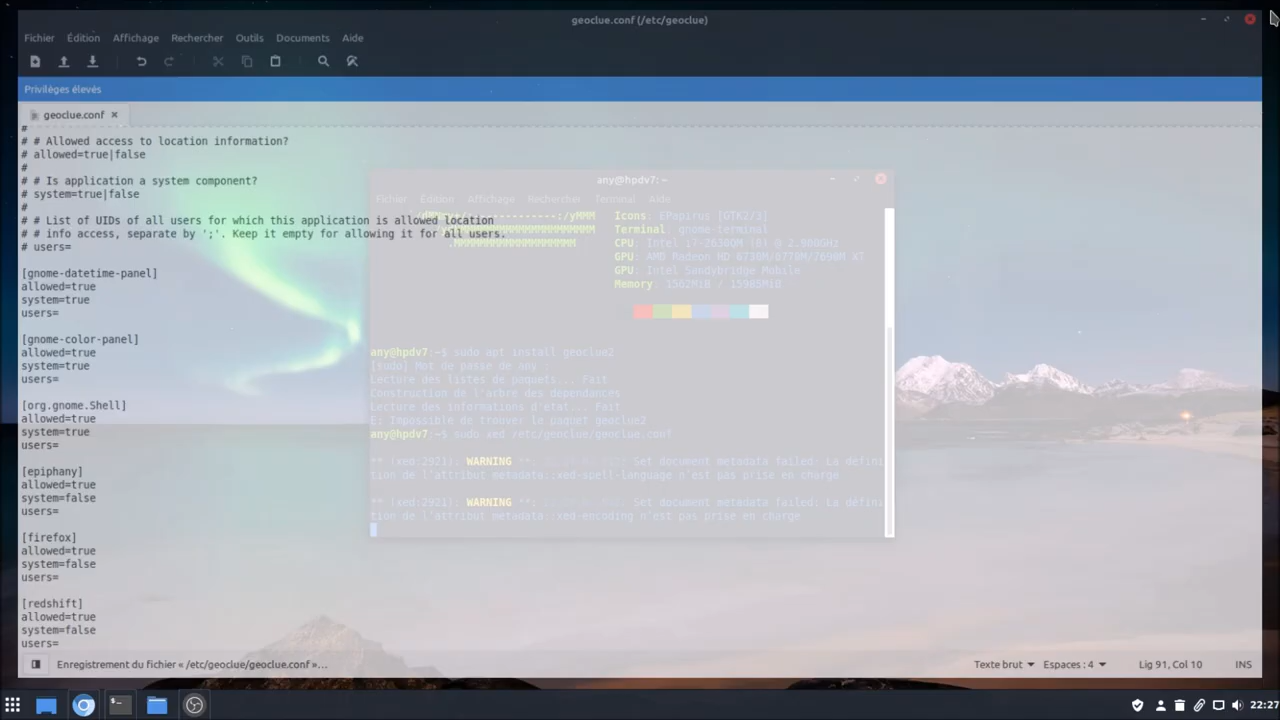 geoclue.conf (/etc/geoclue)
Fichier Édition Affichage Rechercher Outils Documents Aide
Privilèges élevés
geoclue.conf
#
# # Allowed access to location information?
# allowed=true|false
#
# # Is application a system component?
# system=true|false
#
# # List of UIDs of all users for which this application is allowed location
# # info access, separate by ';'. Keep it empty for allowing it for all users.
# users=
[gnome-datetime-panel]
allowed=true
system=true
users=
[gnome-color-panel]
allowed=true
system=true
users=
[org.gnome.Shell]
allowed=true
system=true
users=
[epiphany]
allowed=true
system=false
users=
[firefox]
allowed=true
system=false
users=
[redshift]
allowed=true
system=false
users=
Enregistrement du fichier « /etc/geoclue/geoclue.conf »...
Texte brut Espaces : 4 Lig 91, Col 10 INS
any@hpdv7: ~
Fichier Édition Affichage Rechercher Terminal Aide
Icons: EPapirus [GTK2/3]
Terminal: gnome-terminal
CPU: Intel i7-2630QM (8) @ 2.900GHz
GPU: AMD Radeon HD 6730M/6770M/7690M XT
GPU: Intel Sandybridge Mobile
Memory: 1502MiB / 15985MiB
any@hpdv7:~$ sudo apt install geoclue2
[sudo] Mot de passe de any :
Lecture des listes de paquets... Fait
Construction de l'arbre des dépendances
Lecture des informations d'état... Fait
E: Impossible de trouver le paquet geoclue2
any@hpdv7:~$ sudo xed /etc/geoclue/geoclue.conf
** (xed:2921): WARNING **: Set document metadata failed: La défini
tion de l'attribut metadata::xed-spell-language n'est pas prise en charge
** (xed:2921): WARNING **: Set document metadata failed: La défini
tion de l'attribut metadata::xed-encoding n'est pas prise en charge
22:27